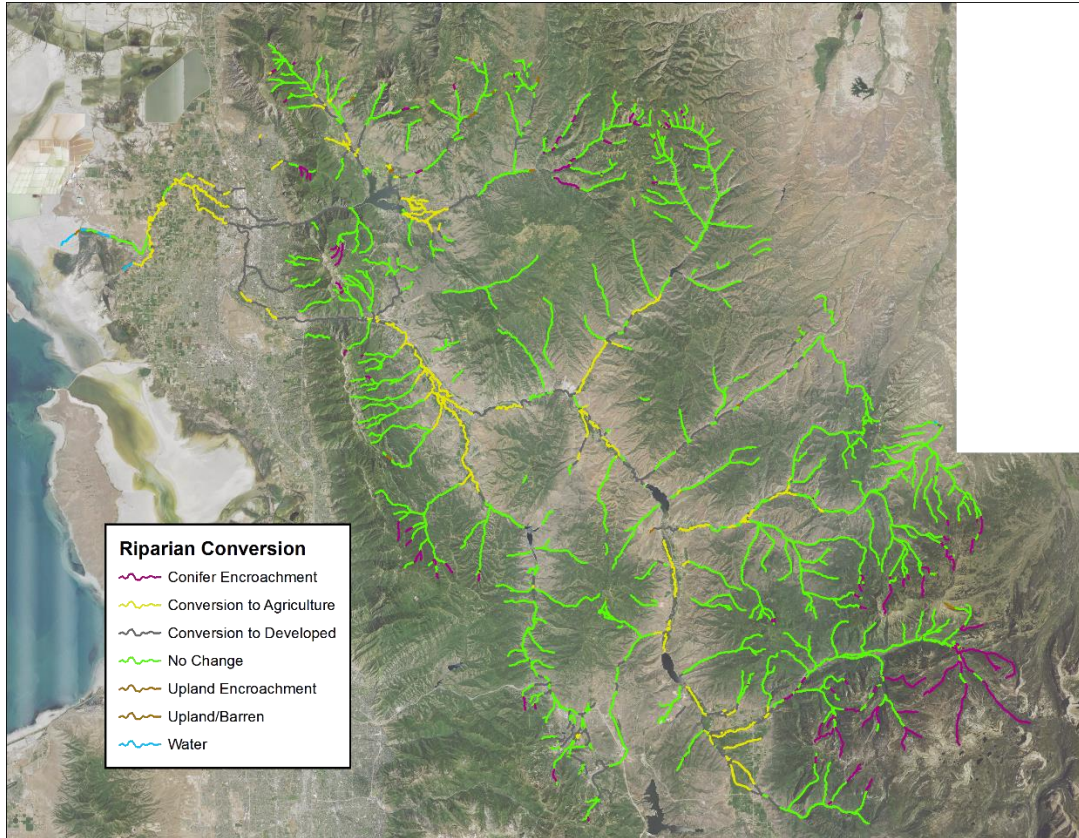 Riparian Conversion
Conifer Encroachment
Conversion to Agriculture
Conversion to Developed
No Change
Upland Encroachment
Upland/Barren
Water